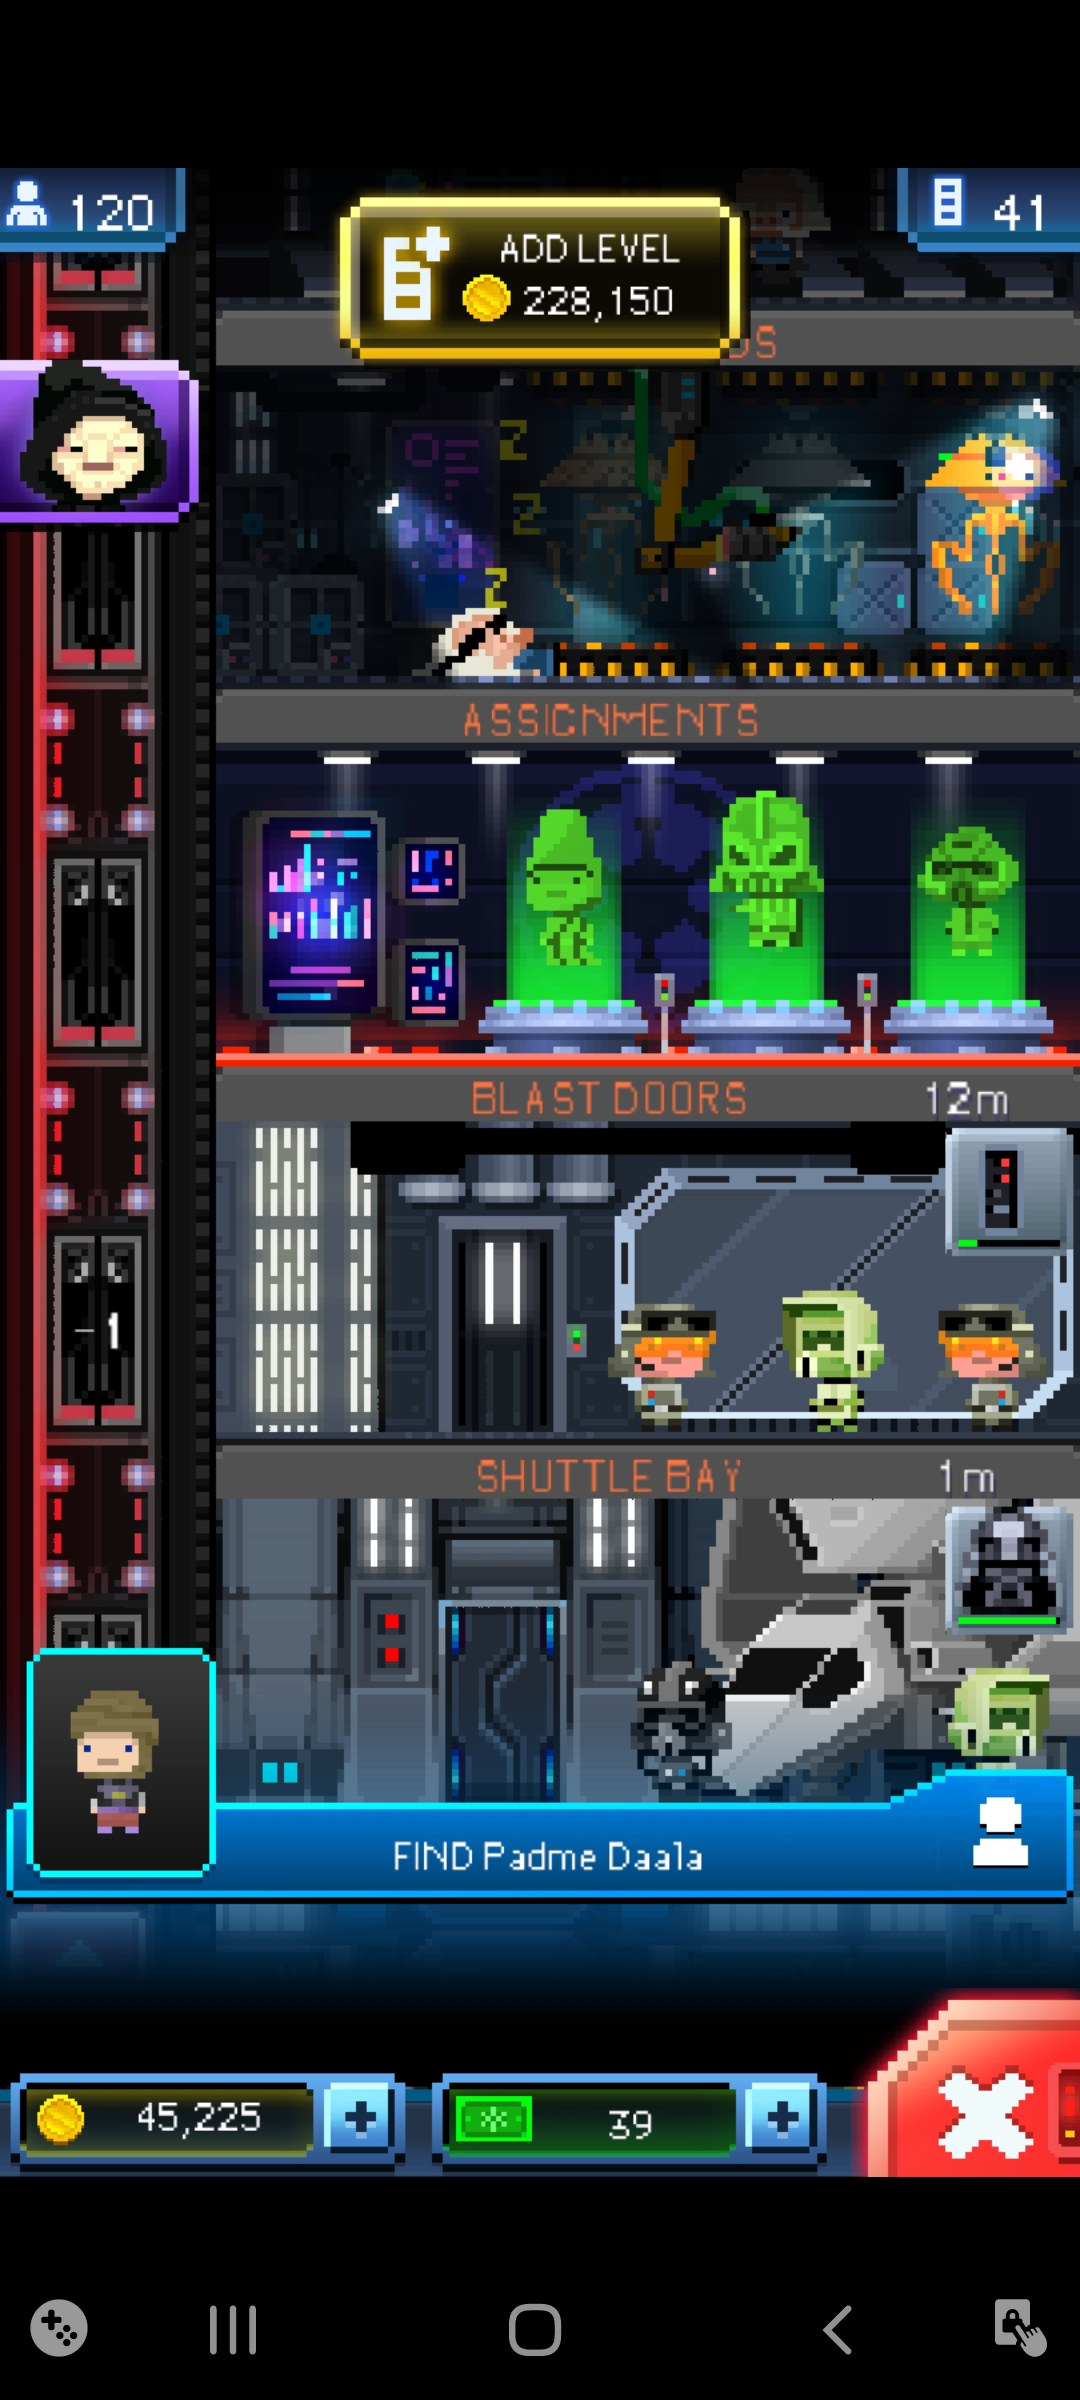 120
41
ADD LEVEL
228,150
Z
Z
Z
ASSIGNMENTS
BLAST DOORS 12m
-1
SHUTTLE BAY 1m
FIND Padme Daala
45,225
39